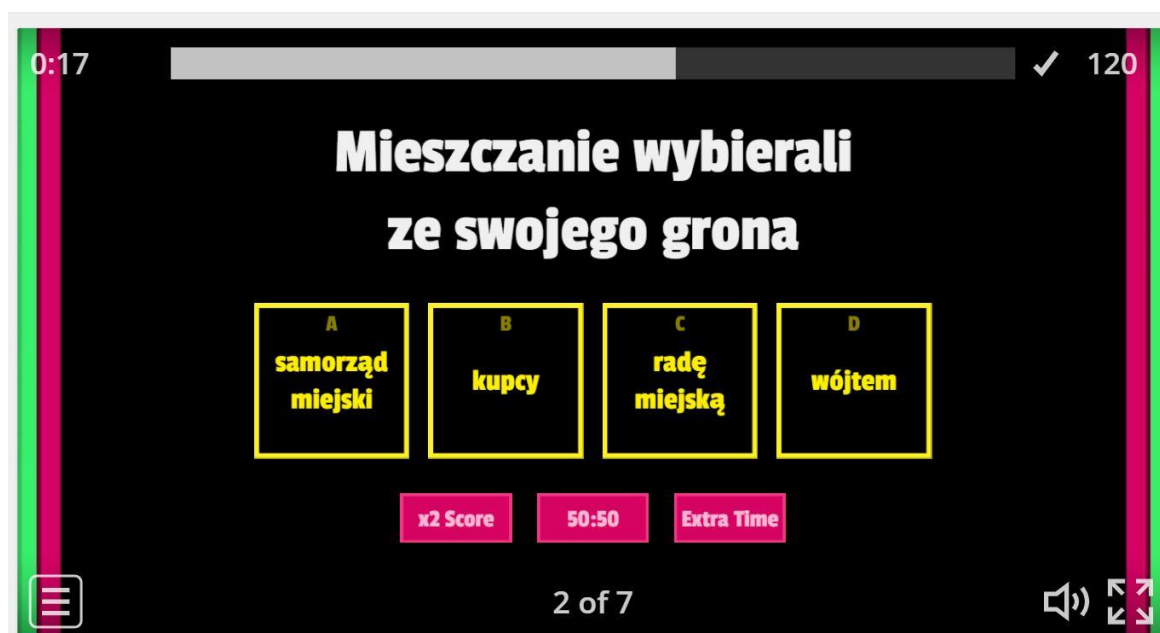 0:17
120
Mieszczanie wybierali
ze swojego grona
A
samorząd
miejski
B
kupcy
C
radę
miejską
D
wójtem
x2 Score
50:50
Extra Time
2 of 7